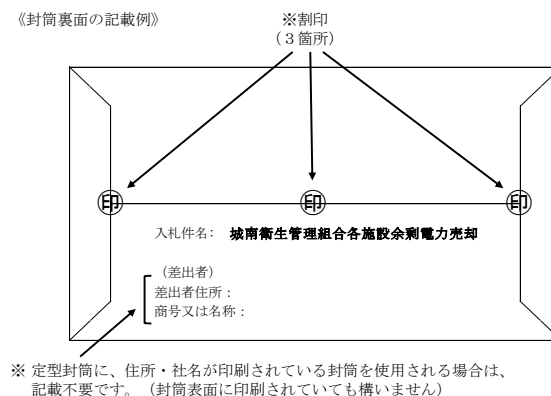 《封筒裏面の記載例》
※割印
（３箇所）
印 印 印
入札件名： 城南衛生管理組合各施設余剰電力売却
（差出者）
差出者住所：
商号又は名称：
※ 定型封筒に、住所・社名が印刷されている封筒を使用される場合は、
記載不要です。（封筒表面に印刷されていても構いません）